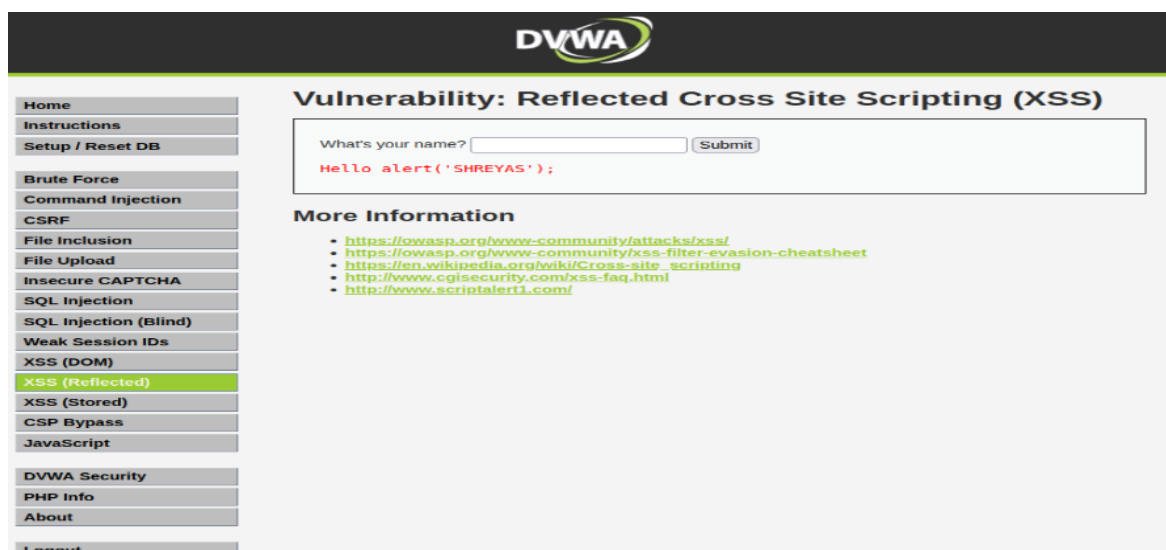 DVWA
Home
Instructions
Setup / Reset DB
Brute Force
Command Injection
CSRF
File Inclusion
File Upload
Insecure CAPTCHA
SQL Injection
SQL Injection (Blind)
Weak Session IDs
XSS (DOM)
XSS (Reflected)
XSS (Stored)
CSP Bypass
JavaScript
DVWA Security
PHP Info
About
Logout
Vulnerability: Reflected Cross Site Scripting (XSS)
What's your name? Submit
Hello alert('SHREYAS');
More Information
• https://owasp.org/www-community/attacks/xss/
• https://owasp.org/www-community/xss-filter-evasion-cheatsheet
• https://en.wikipedia.org/wiki/Cross-site_scripting
• http://www.cgisecurity.com/xss-faq.html
• http://www.scriptalert1.com/